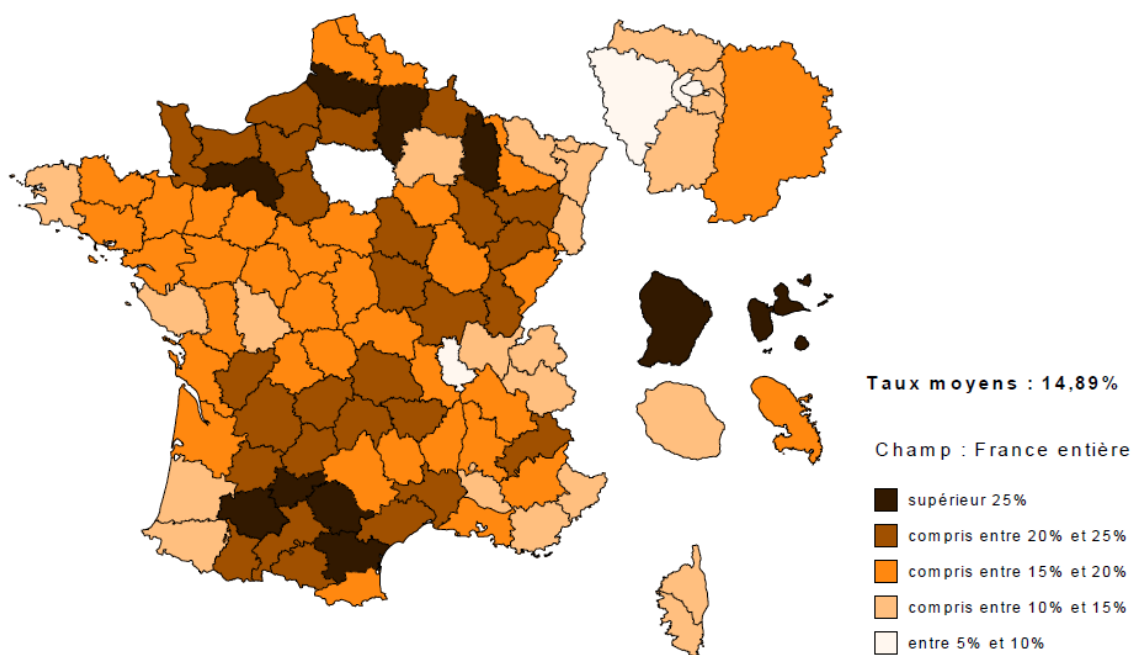 Taux moyens : 14,89%
Champ : France entière
supérieur 25%
compris entre 20% et 25%
compris entre 15% et 20%
compris entre 10% et 15%
entre 5% et 10%